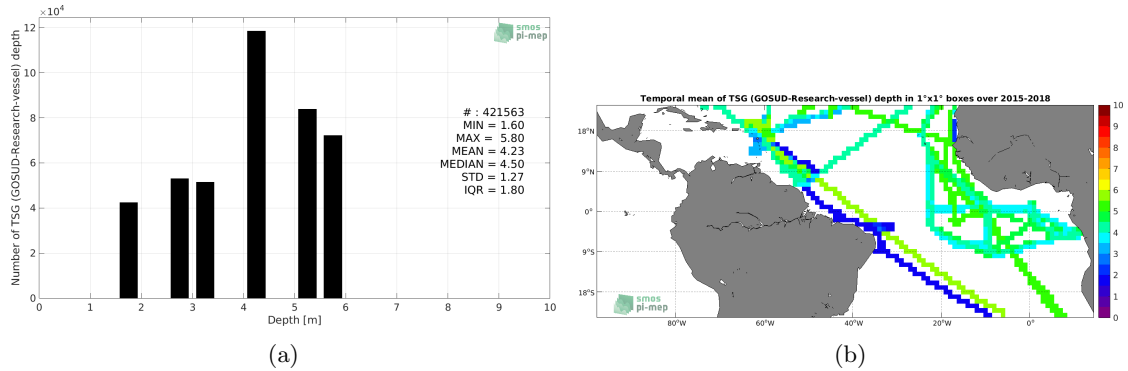 ×10⁴
12
10
8
6
4
2
0
0 1 2 3 4 5 6 7 8 9 10
Number of TSG (GOSUD-Research-vessel) depth
Depth [m]
smos
pi-mep
# : 421563
MIN = 1.60
MAX = 5.80
MEAN = 4.23
MEDIAN = 4.50
STD = 1.27
IQR = 1.80
(a)
Temporal mean of TSG (GOSUD-Research-vessel) depth in 1°x1° boxes over 2015-2018
18°N
9°N
0°
9°S
18°S
80°W 60°W 40°W 20°W 0°
smos
pi-mep
10
9
8
7
6
5
4
3
2
1
0
(b)